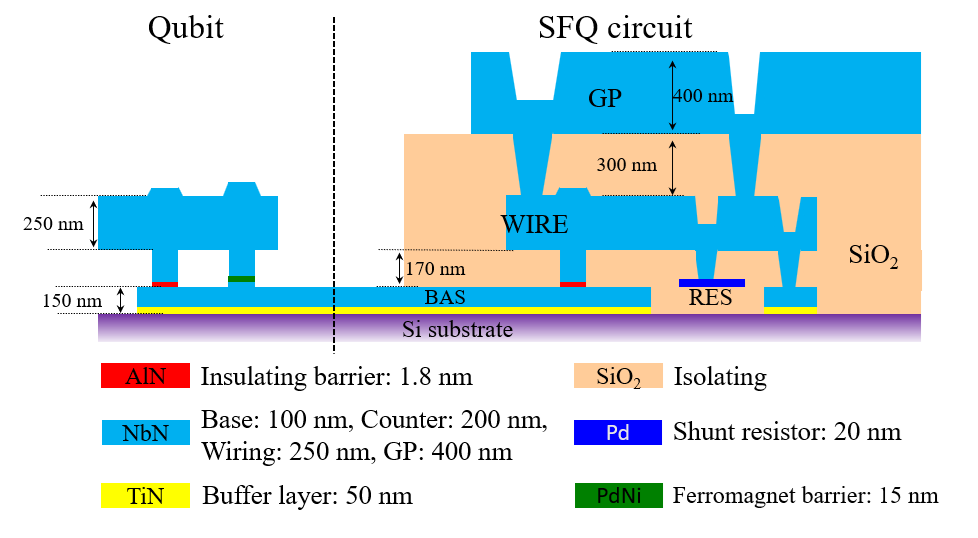 Qubit
SFQ circuit
GP
400 nm
300 nm
250 nm
WIRE
SiO₂
170 nm
150 nm
BAS
RES
Si substrate
AlN
Insulating barrier: 1.8 nm
SiO₂
Isolating
NbN
Base: 100 nm, Counter: 200 nm,
Wiring: 250 nm, GP: 400 nm
Pd
Shunt resistor: 20 nm
TiN
Buffer layer: 50 nm
PdNi
Ferromagnet barrier: 15 nm